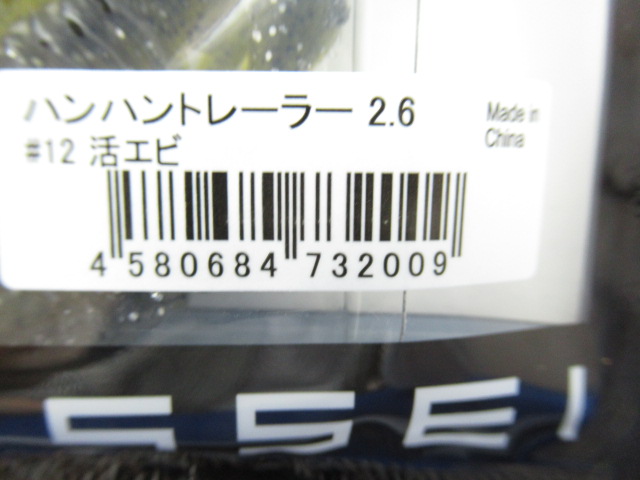 ハンハントレーラー 2.6
Made in
China
#12 活エビ
4 580684 732009
ISSEI